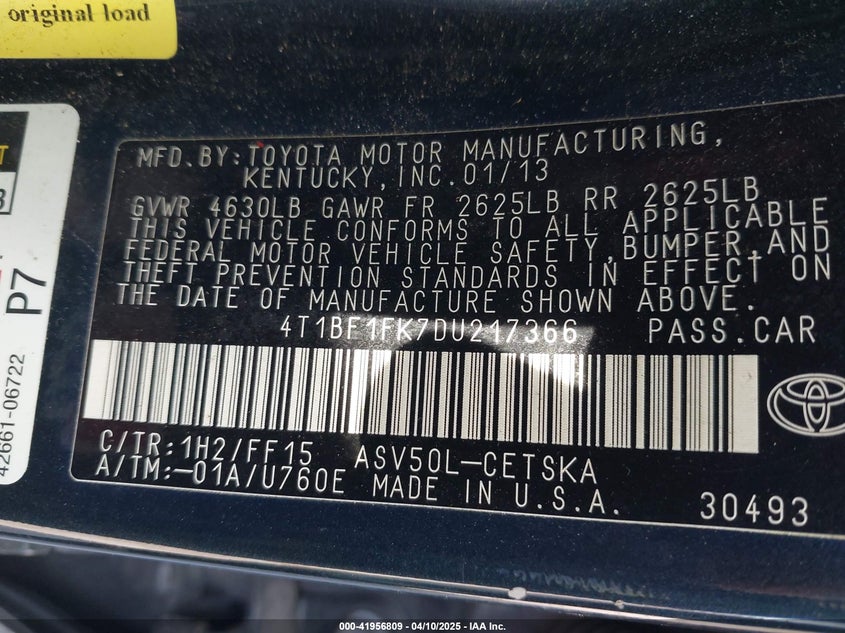 original load
T
3
P7
42661-06722
MFD. BY: TOYOTA MOTOR MANUFACTURING,
KENTUCKY, INC. 01/13
GVWR 4630LB GAWR FR 2625LB RR 2625LB
THIS VEHICLE CONFORMS TO ALL APPLICABLE
FEDERAL MOTOR VEHICLE SAFETY, BUMPER, AND
THEFT PREVENTION STANDARDS IN EFFECT ON
THE DATE OF MANUFACTURE SHOWN ABOVE.
4T1BF1FK7DU217366 PASS. CAR
C/TR: 1H2/FF15 ASV50L-CETSKA
A/TM: -01A/U760E MADE IN U.S.A. 30493
000-41956809 - 04/10/2025 - IAA Inc.